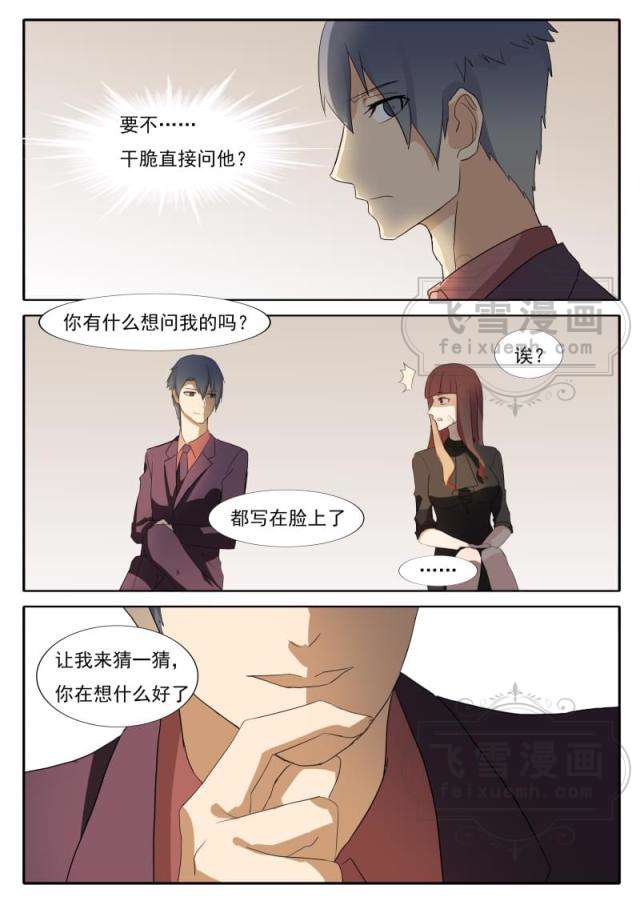 要不……
干脆直接问他？
你有什么想问我的吗？
诶？
飞雪漫画
feixuemh.com
都写在脸上了
……
让我来猜一猜，
你在想什么好了
飞雪漫画
feixuemh.com